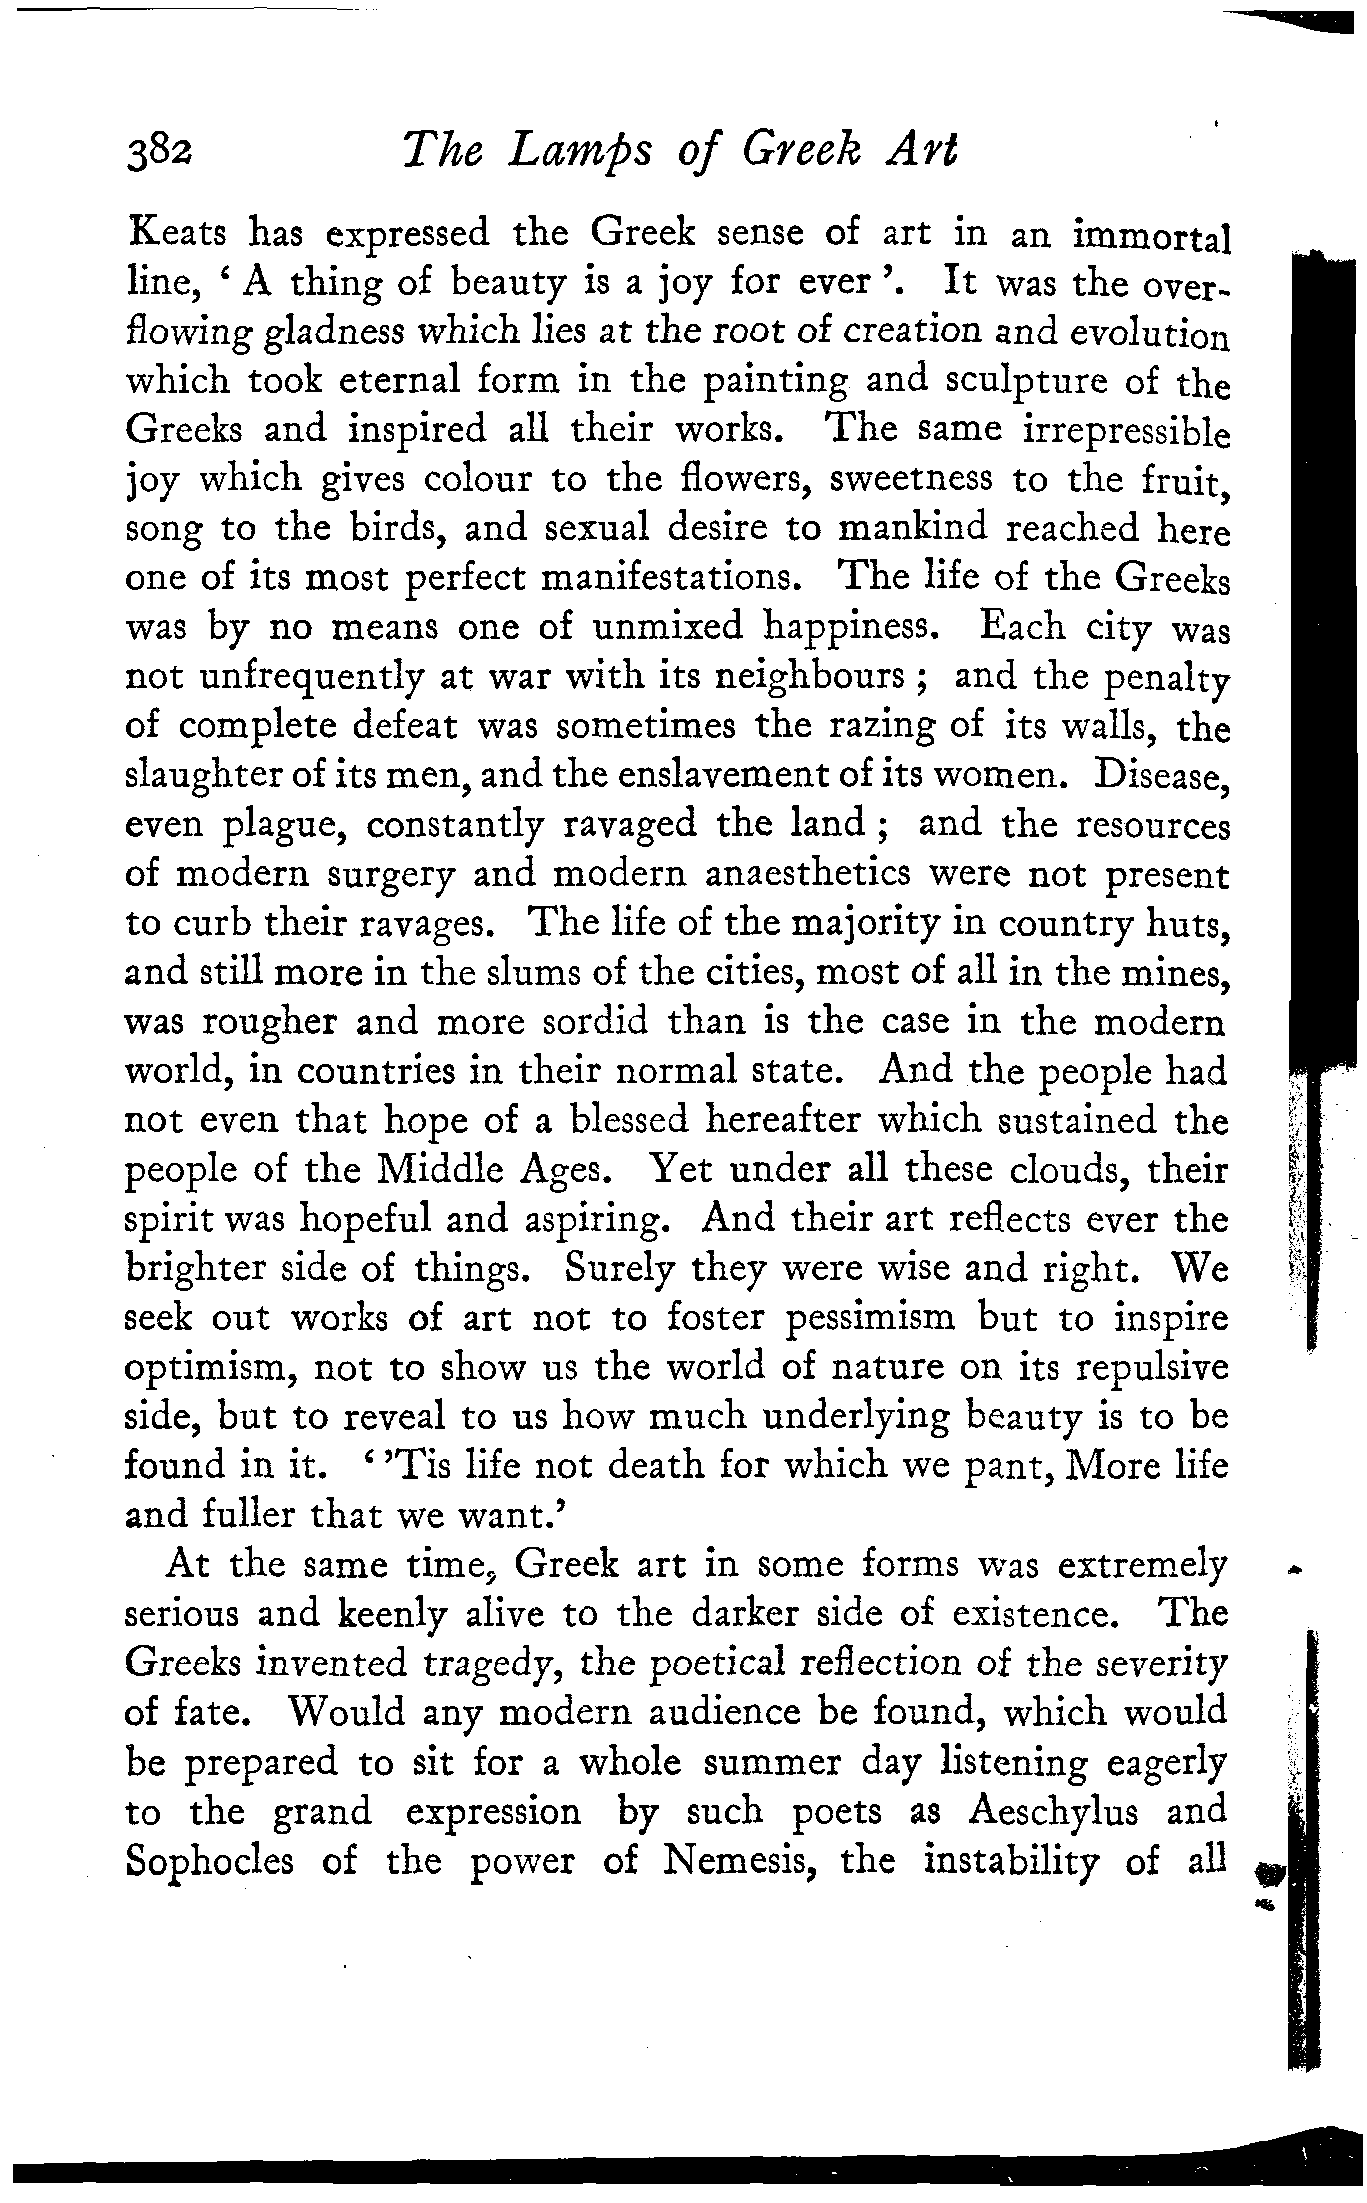 382 The Lamps of Greek Art
Keats has expressed the Greek sense of art in an immortal
line, ‘ A thing of beauty is a joy for ever ’. It was the over-
flowing gladness which lies at the root of creation and evolution
which took eternal form in the painting and sculpture of the
Greeks and inspired all their works. The same irrepressible
joy which gives colour to the flowers, sweetness to the fruit,
song to the birds, and sexual desire to mankind reached here
one of its most perfect manifestations. The life of the Greeks
was by no means one of unmixed happiness. Each city was
not unfrequently at war with its neighbours ; and the penalty
of complete defeat was sometimes the razing of its walls, the
slaughter of its men, and the enslavement of its women. Disease,
even plague, constantly ravaged the land ; and the resources
of modern surgery and modern anaesthetics were not present
to curb their ravages. The life of the majority in country huts,
and still more in the slums of the cities, most of all in the mines,
was rougher and more sordid than is the case in the modern
world, in countries in their normal state. And the people had
not even that hope of a blessed hereafter which sustained the
people of the Middle Ages. Yet under all these clouds, their
spirit was hopeful and aspiring. And their art reflects ever the
brighter side of things. Surely they were wise and right. We
seek out works of art not to foster pessimism but to inspire
optimism, not to show us the world of nature on its repulsive
side, but to reveal to us how much underlying beauty is to be
found in it. ‘ ’Tis life not death for which we pant, More life
and fuller that we want.’
At the same time, Greek art in some forms was extremely
serious and keenly alive to the darker side of existence. The
Greeks invented tragedy, the poetical reflection of the severity
of fate. Would any modern audience be found, which would
be prepared to sit for a whole summer day listening eagerly
to the grand expression by such poets as Aeschylus and
Sophocles of the power of Nemesis, the instability of all